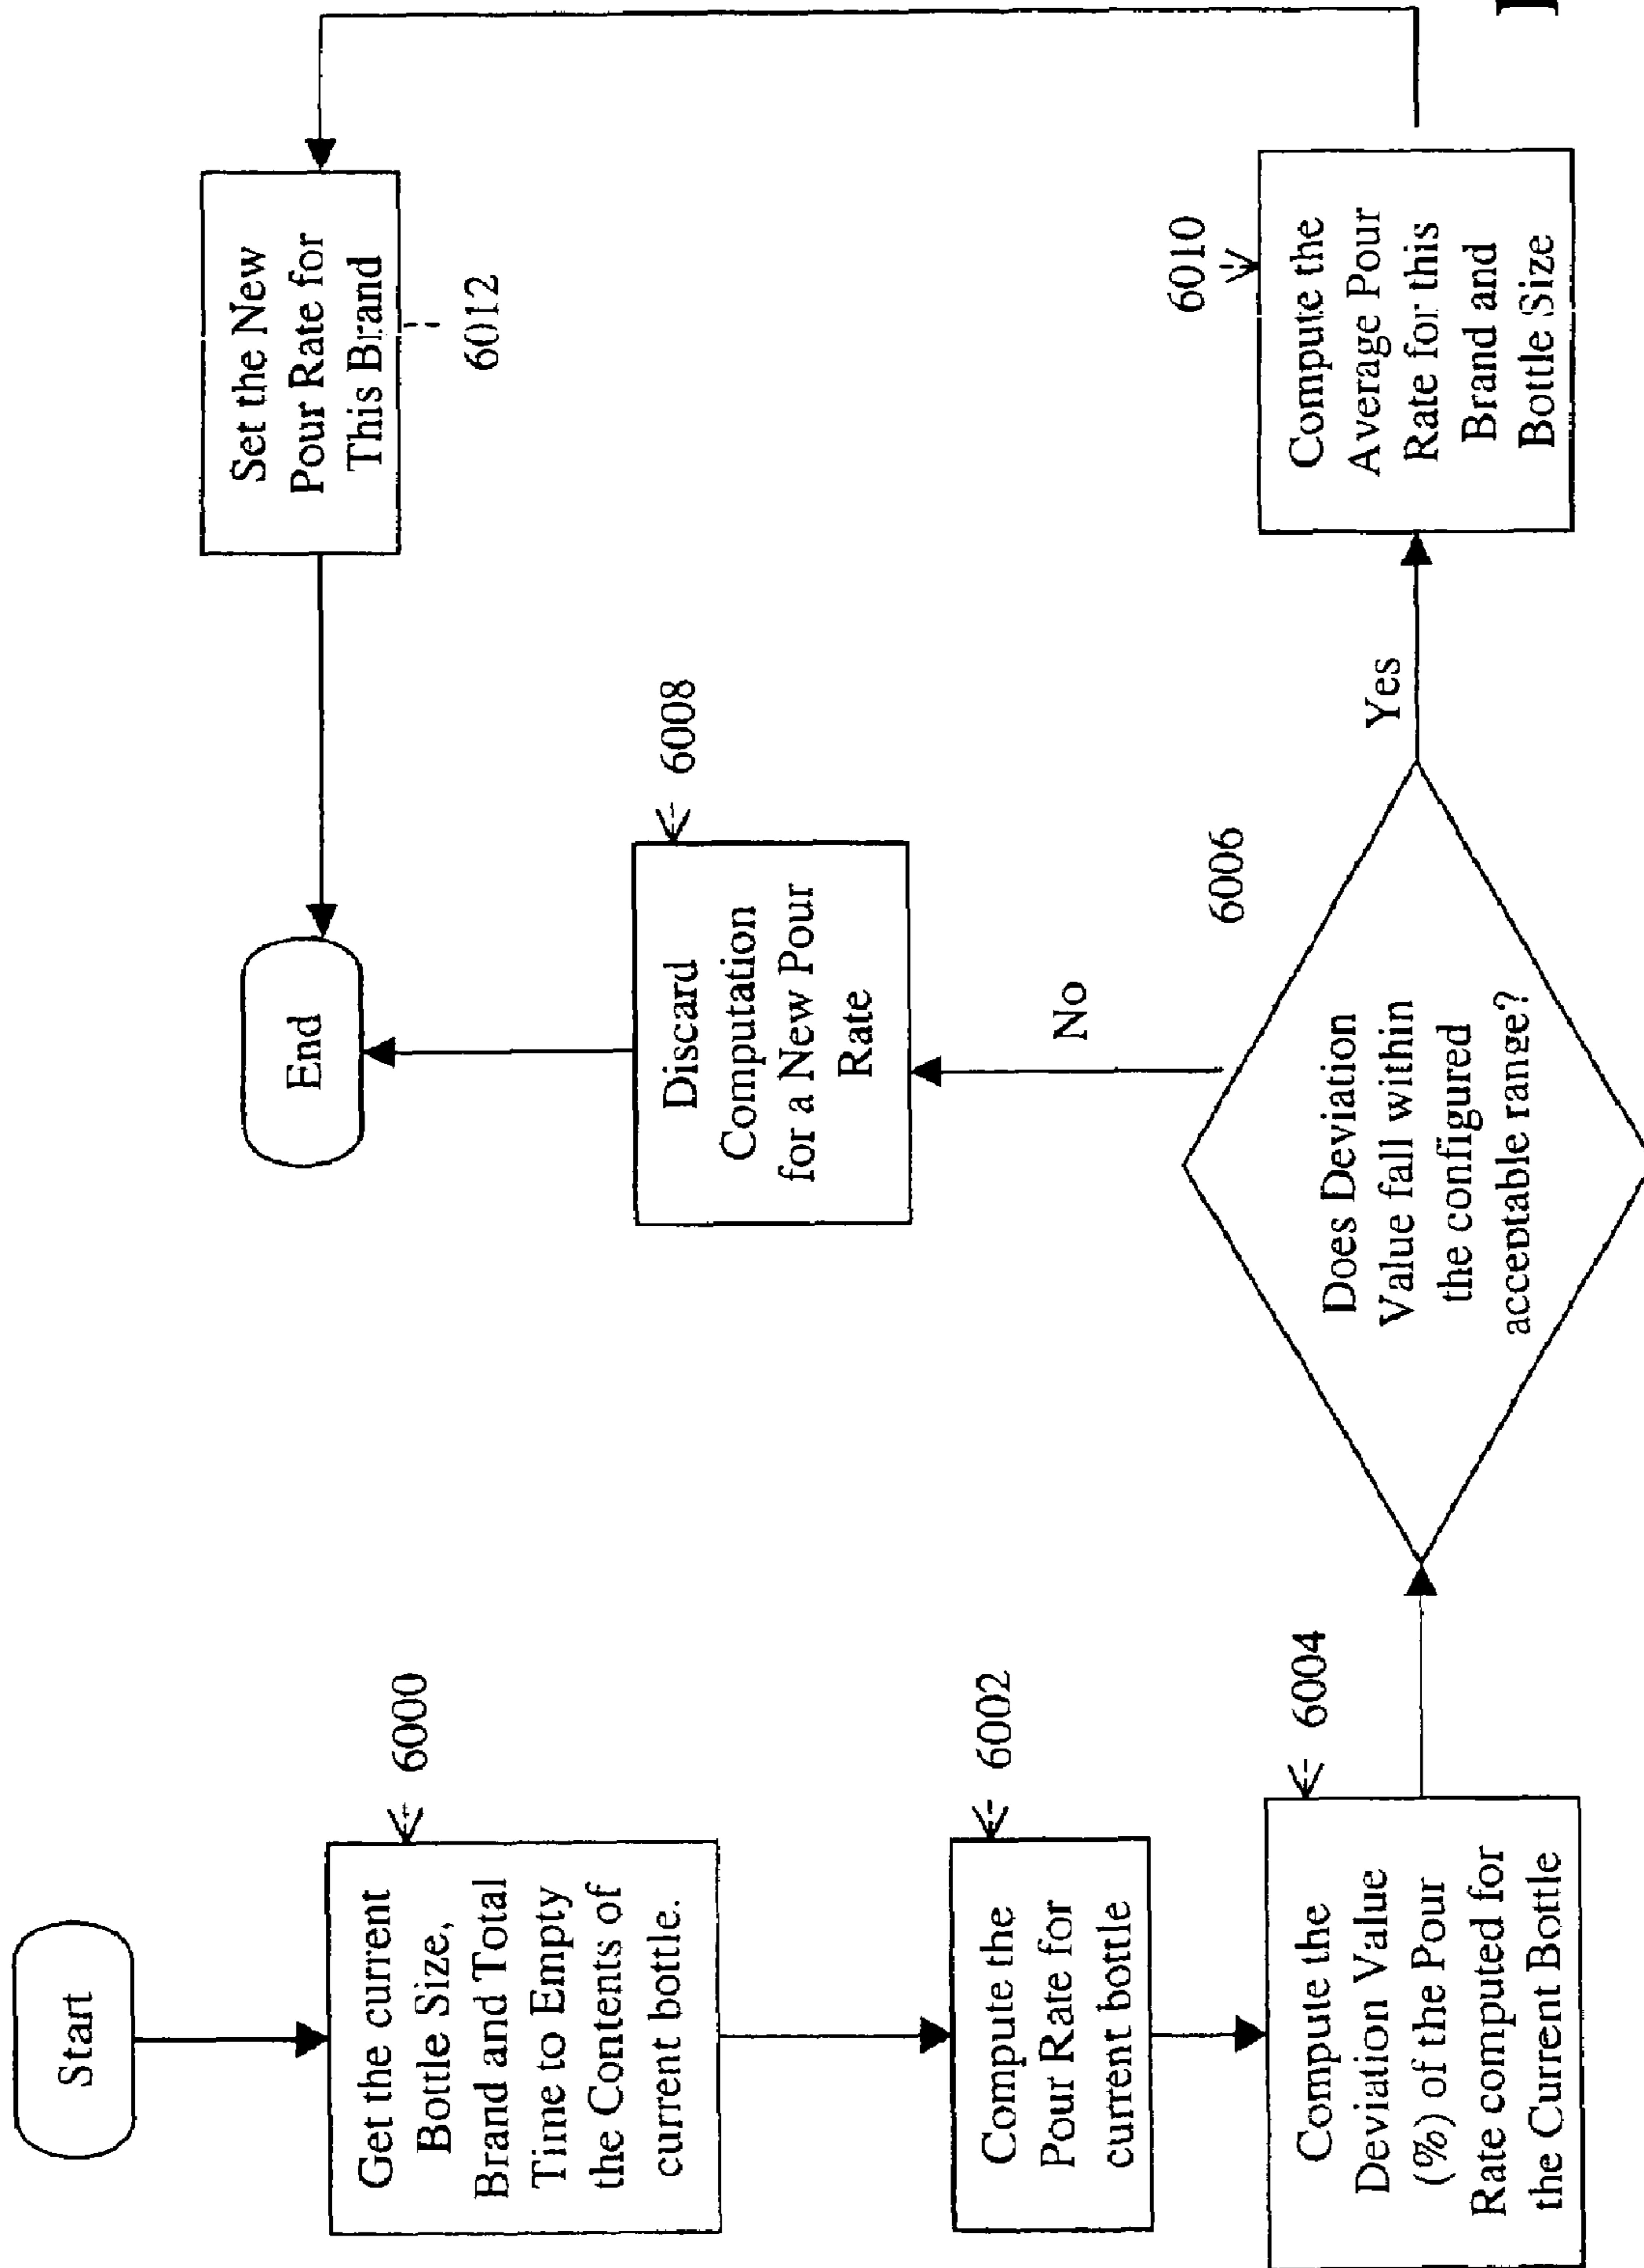 Start
Get the current
Bottle Size,
Brand and Total
Time to Empty
the Contents of
current bottle.
6000
Compute the
Pour Rate for
current bottle
6002
Compute the
Deviation Value
(%) of the Pour
Rate computed for
the Current Bottle
6004
Does Deviation
Value fall within
the configured
acceptable range?
6006
No
Discard
Computation
for a New Pour
Rate
6008
End
Yes
Compute the
Average Pour
Rate for this
Brand and
Bottle Size
6010
Set the New
Pour Rate for
This Brand
6012